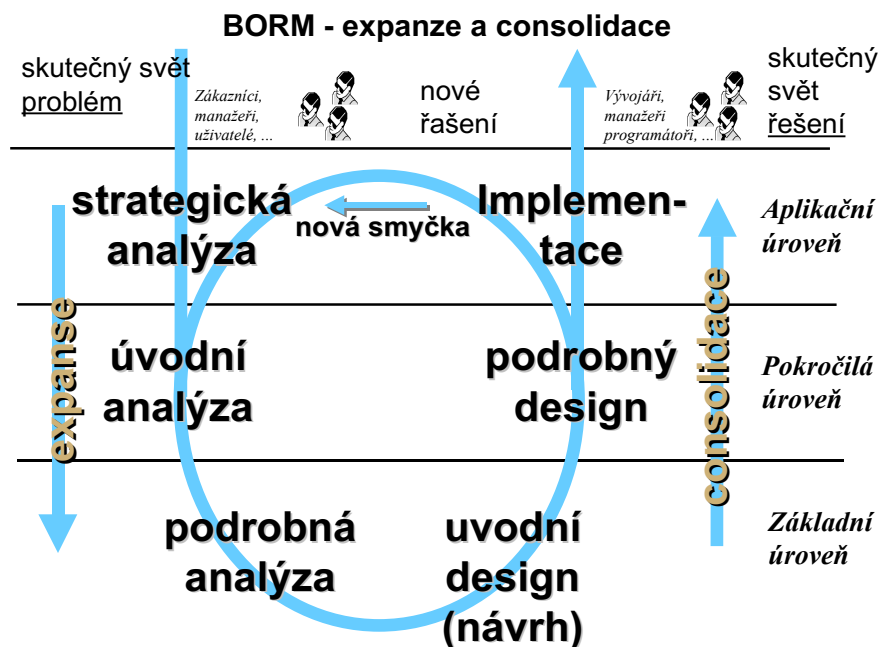 BORM - expanze a consolidace
skutečný svět
problém
Zákazníci,
manažeři,
uživatelé, ...
nové
řašení
Vývojáři,
manažeři
programátoři, ...
skutečný
svět
řešení
strategická
analýza
nová smyčka
Implemen-
tace
Aplikační
úroveň
expanse
úvodní
analýza
podrobný
design
consolidace
Pokročilá
úroveň
podrobná
analýza
uvodní
design
(návrh)
Základní
úroveň